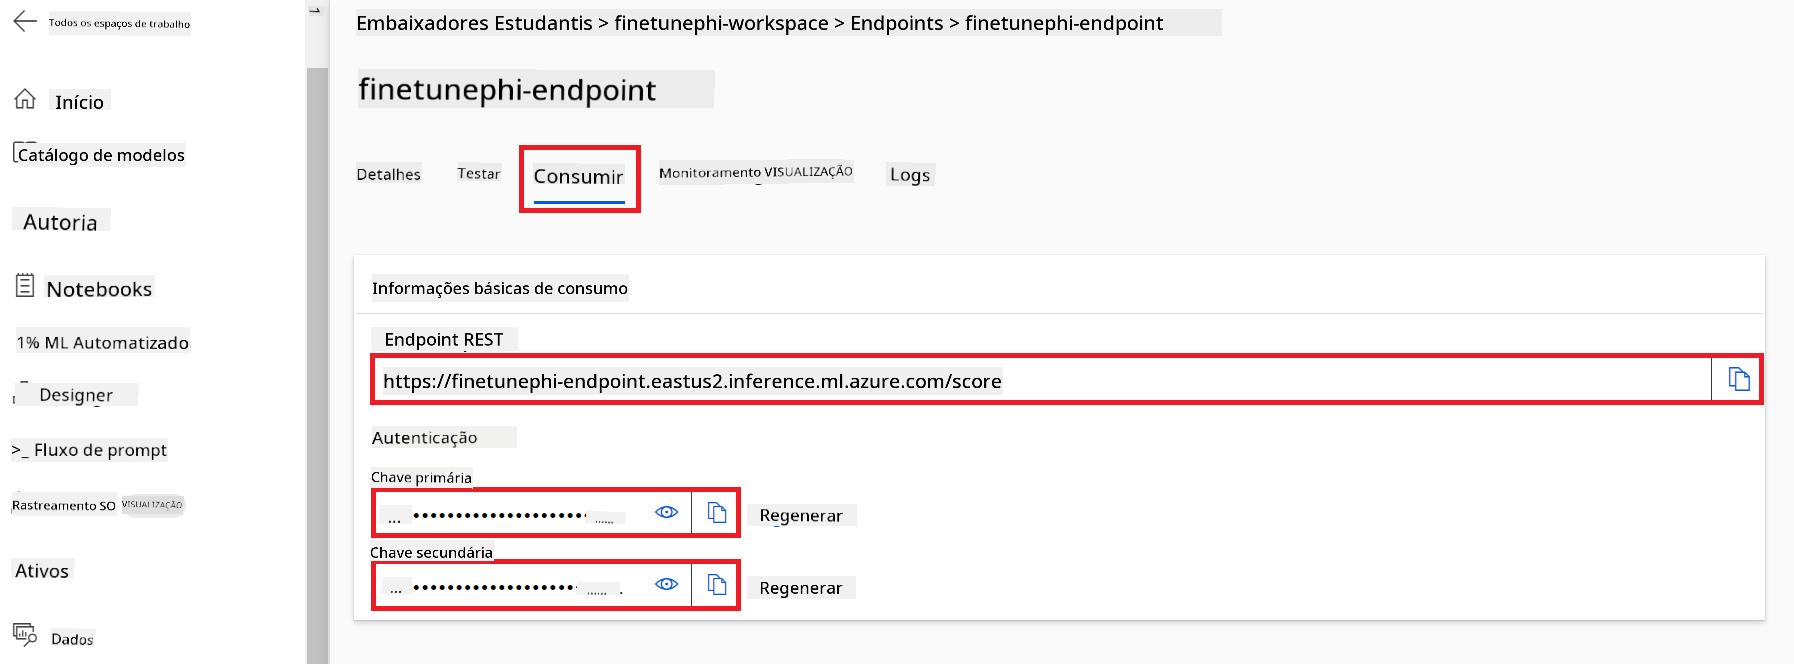 Todos os espaços de trabalho
Início
Catálogo de modelos
Autoria
Notebooks
1% ML Automatizado
Designer
>_ Fluxo de prompt
Rastreamento SO VISUALIZAÇÃO
Ativos
Dados
Embaixadores Estudantis > finetunephi-workspace > Endpoints > finetunephi-endpoint
finetunephi-endpoint
Detalhes Testar Consumir Monitoramento VISUALIZAÇÃO Logs
Informações básicas de consumo
Endpoint REST
https://finetunephi-endpoint.eastus2.inference.ml.azure.com/score
Autenticação
Chave primária
Regenerar
Chave secundária
Regenerar